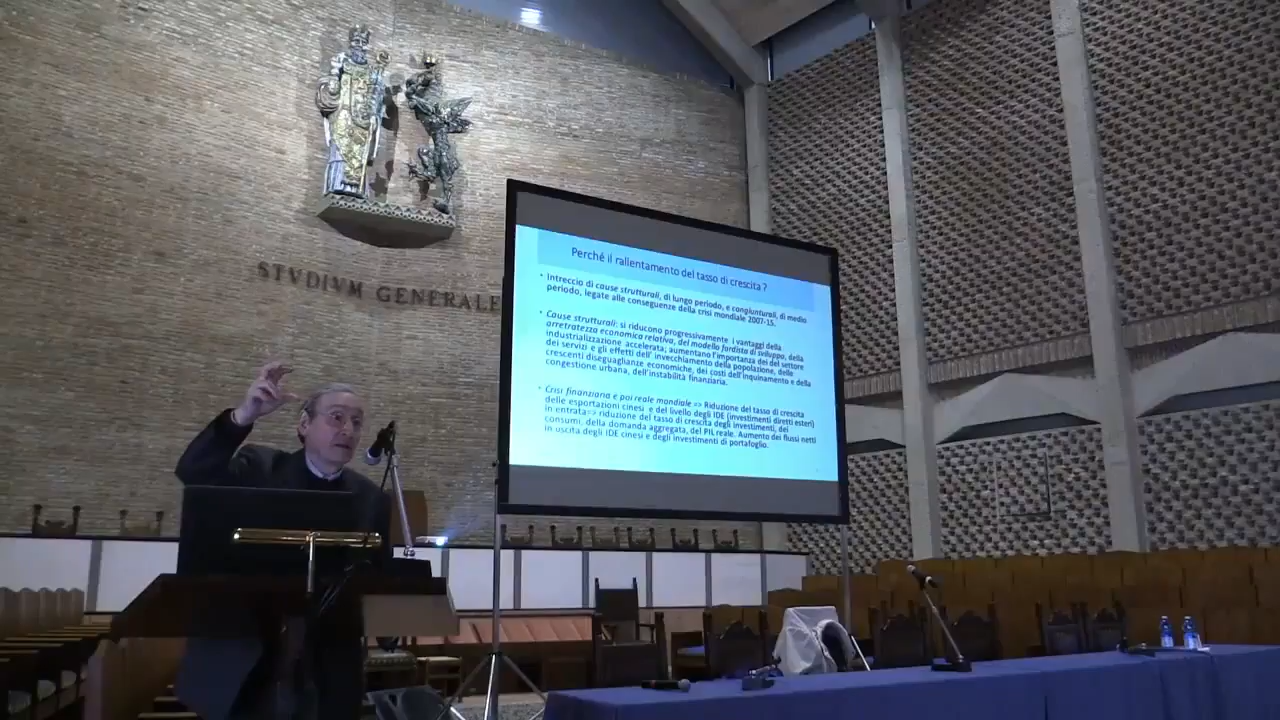 STVDIVM GENERALE
Perché il rallentamento del tasso di crescita ?
• Intreccio di cause strutturali, di lungo periodo, e congiunturali, di medio
periodo, legate alle conseguenze della crisi mondiale 2007-15.
• Cause strutturali: si riducono progressivamente i vantaggi della
arretratezza economica relativa, del modello fordista di sviluppo, della
industrializzazione accelerata; aumentano l'importanza dei del settore
dei servizi e gli effetti dell' invecchiamento della popolazione, delle
crescenti diseguaglianze economiche, dei costi dell'inquinamento e della
congestione urbana, dell'instabilità finanziaria.
• Crisi finanziaria e poi reale mondiale => Riduzione del tasso di crescita
delle esportazioni cinesi e del livello degli IDE (investimenti diretti esteri)
in entrata=> riduzione del tasso di crescita degli investimenti, dei
consumi, della domanda aggregata, del PIL reale. Aumento dei flussi netti
in uscita degli IDE cinesi e degli investimenti di portafoglio.